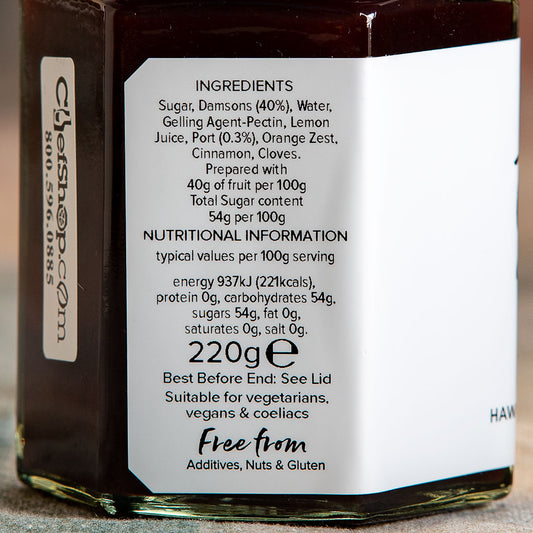 Chefshop.com
800.596.0885
INGREDIENTS
Sugar, Damsons (40%), Water,
Gelling Agent-Pectin, Lemon
Juice, Port (0.3%), Orange Zest,
Cinnamon, Cloves.
Prepared with
40g of fruit per 100g
Total Sugar content
54g per 100g
NUTRITIONAL INFORMATION
typical values per 100g serving
energy 937kJ (221kcals),
protein 0g, carbohydrates 54g,
sugars 54g, fat 0g,
saturates 0g, salt 0g.
220g℮
Best Before End: See Lid
Suitable for vegetarians,
vegans & coeliacs
Free from
Additives, Nuts & Gluten